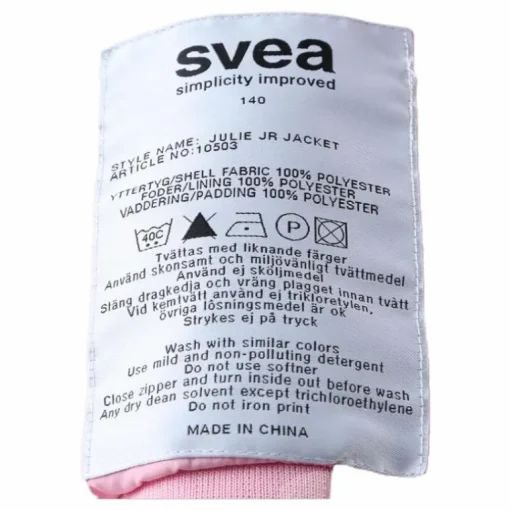 svea
simplicity improved
140
STYLE NAME: JULIE JR JACKET
ARTICLE NO:10503
YTTERTYG/SHELL FABRIC 100% POLYESTER
FODER/LINING 100% POLYESTER
VADDERING/PADDING 100% POLYESTER
40C P
Tvättas med liknande färger
Använd skonsamt och miljövänligt tvättmedel
Använd ej sköljmedel
Stäng dragkedja och vräng plagget innan tvätt
Vid kemtvätt använd ej trikloretylen,
övriga lösningsmedel är ok
Strykes ej på tryck
Wash with similar colors
Use mild and non-polluting detergent
Do not use softner
Close zipper and turn inside out before wash
Any dry dean solvent except trichloroethylene
Do not iron print
MADE IN CHINA